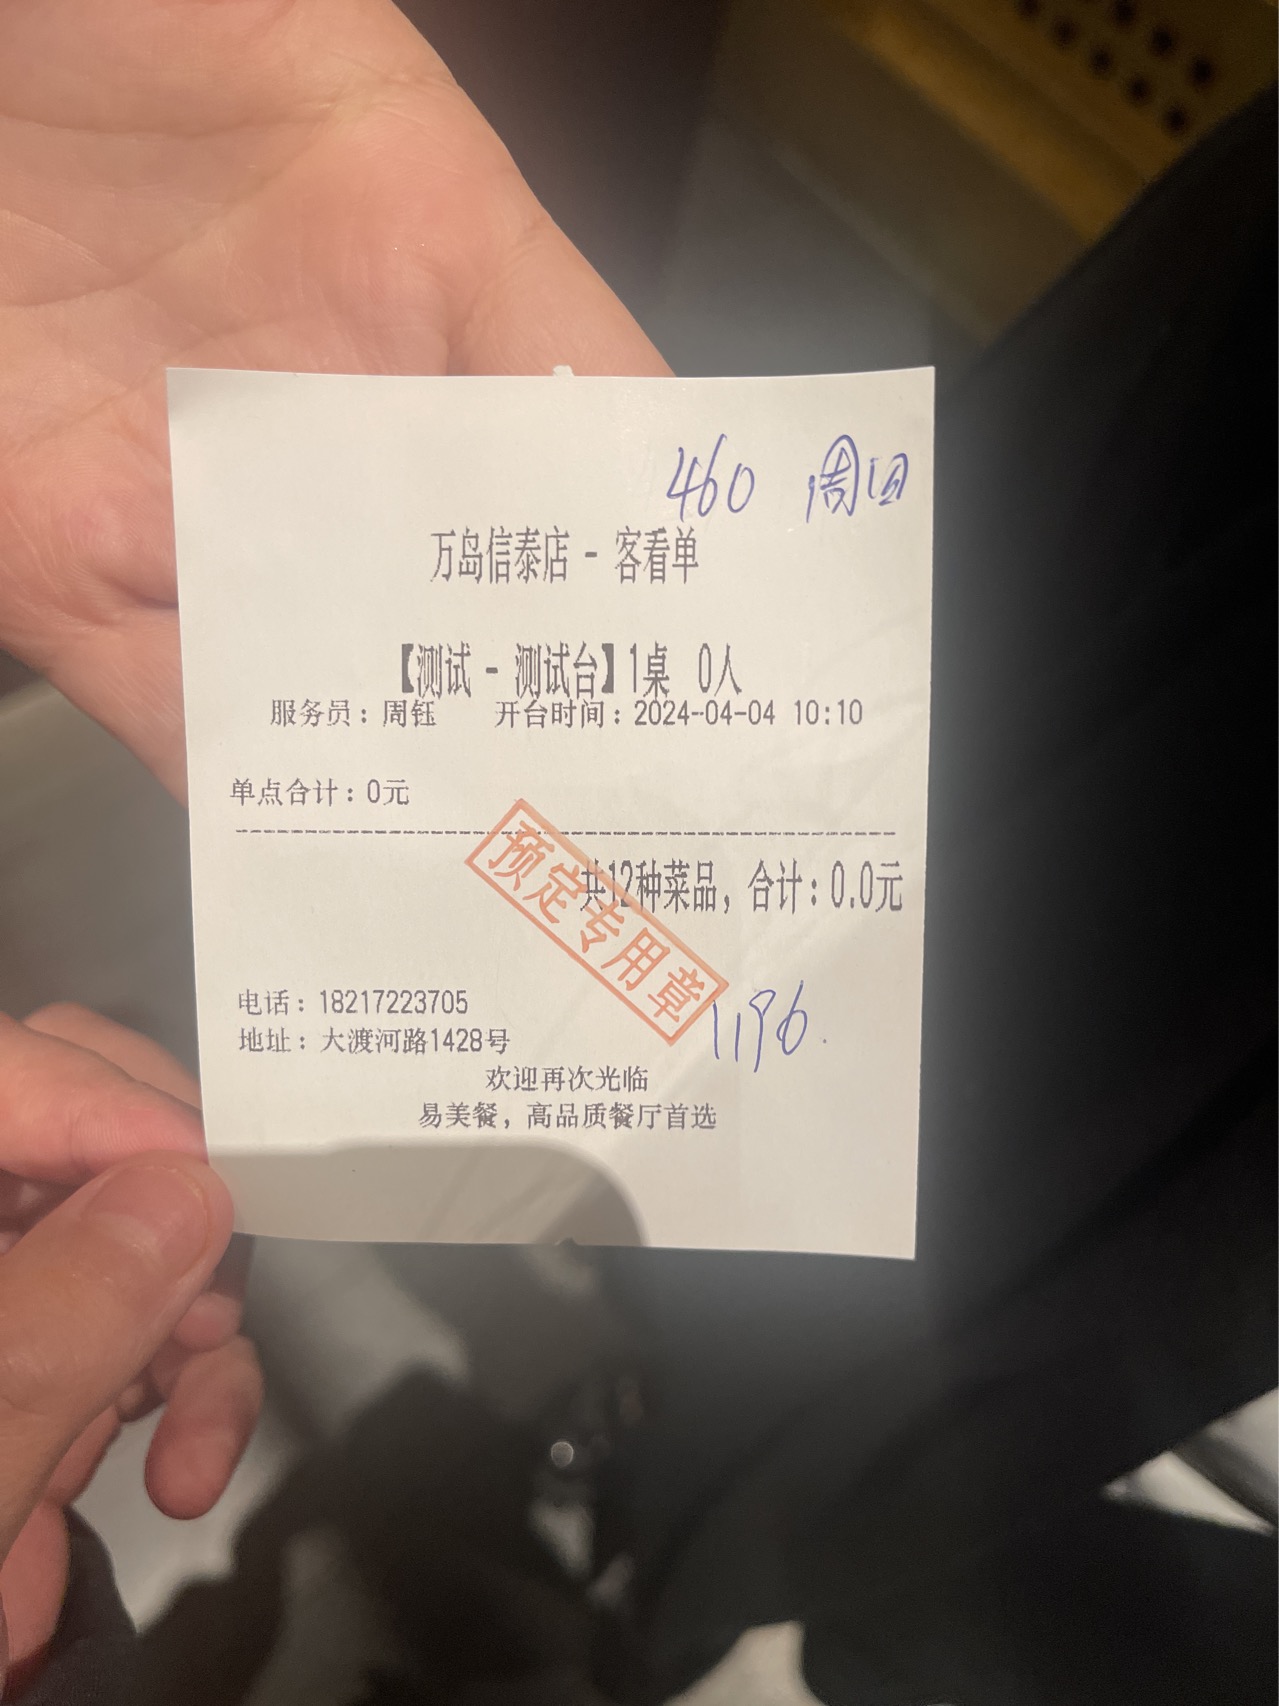 460 周日
万岛信泰店 - 客看单
【测试 - 测试台】1桌 0人
服务员：周钰 开台时间：2024-04-04 10:10
单点合计：0元
共12种菜品，合计：0.0元
预定专用章
电话：18217223705
1196
地址：大渡河路1428号
欢迎再次光临
易美餐，高品质餐厅首选